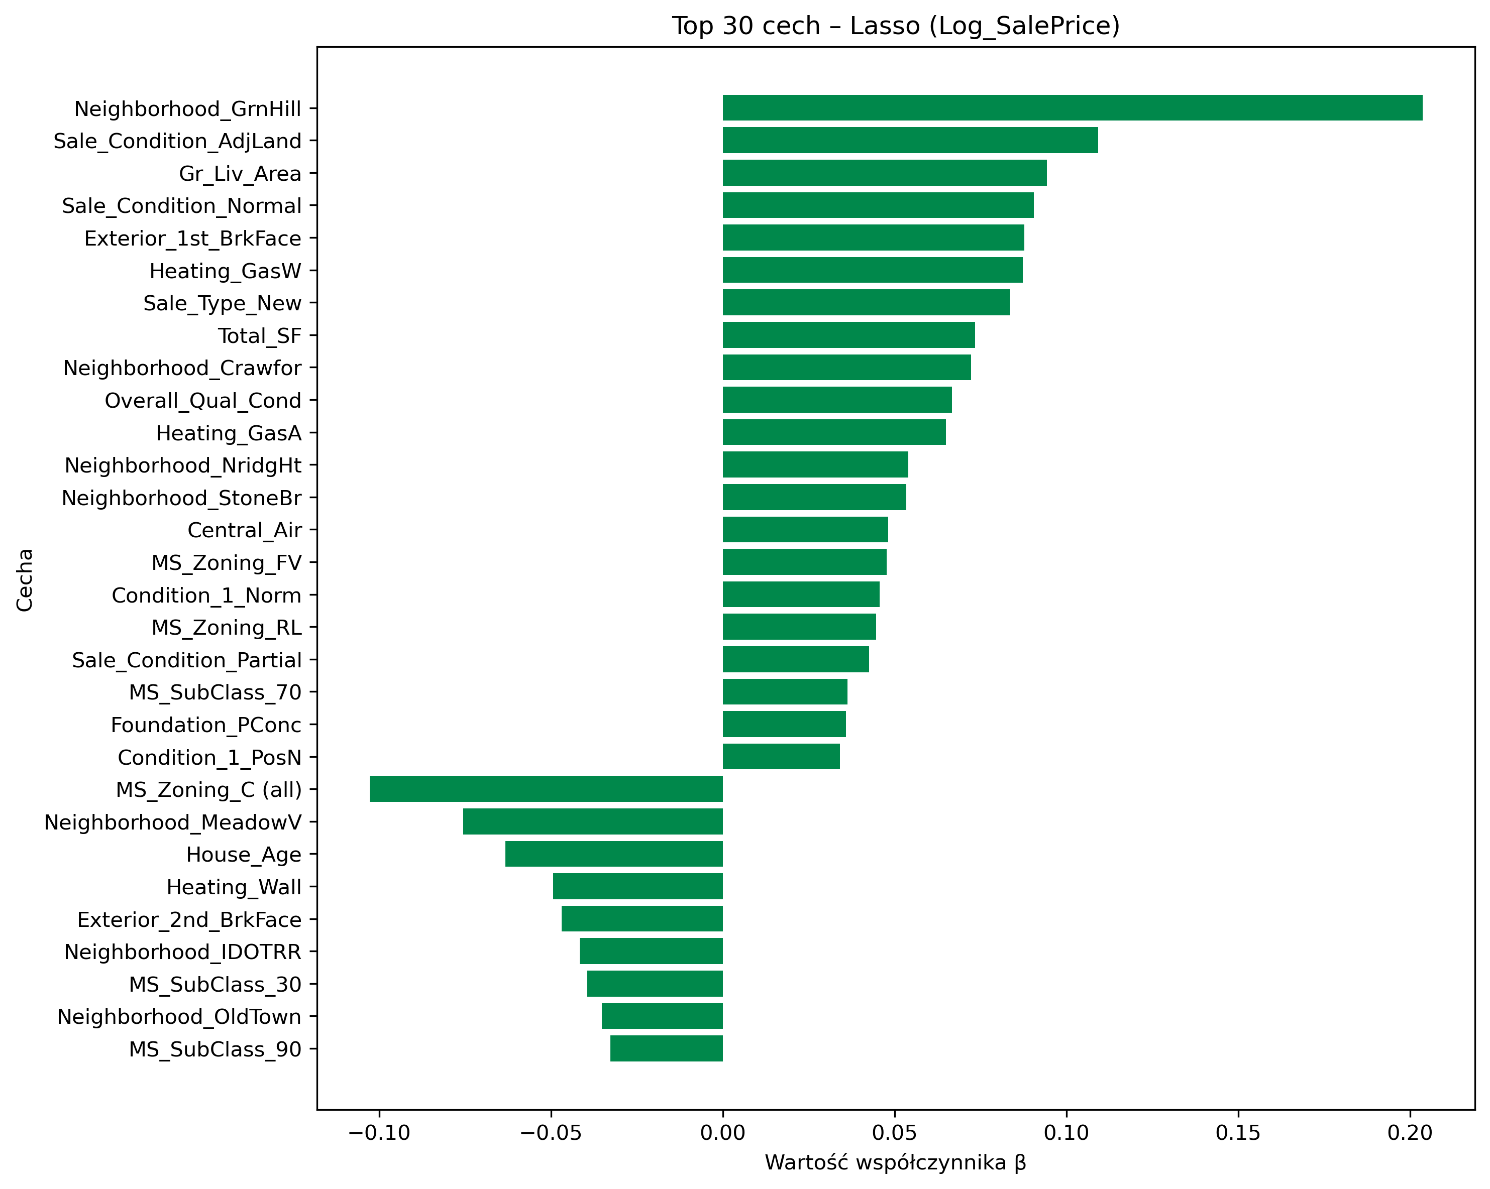 Top 30 cech – Lasso (Log_SalePrice)
Neighborhood_GrnHill
Sale_Condition_AdjLand
Gr_Liv_Area
Sale_Condition_Normal
Exterior_1st_BrkFace
Heating_GasW
Sale_Type_New
Total_SF
Neighborhood_Crawfor
Overall_Qual_Cond
Heating_GasA
Neighborhood_NridgHt
Neighborhood_StoneBr
Central_Air
MS_Zoning_FV
Condition_1_Norm
MS_Zoning_RL
Sale_Condition_Partial
MS_SubClass_70
Foundation_PConc
Condition_1_PosN
MS_Zoning_C (all)
Neighborhood_MeadowV
House_Age
Heating_Wall
Exterior_2nd_BrkFace
Neighborhood_IDOTRR
MS_SubClass_30
Neighborhood_OldTown
MS_SubClass_90
Cecha
−0.10 −0.05 0.00 0.05 0.10 0.15 0.20
Wartość współczynnika β